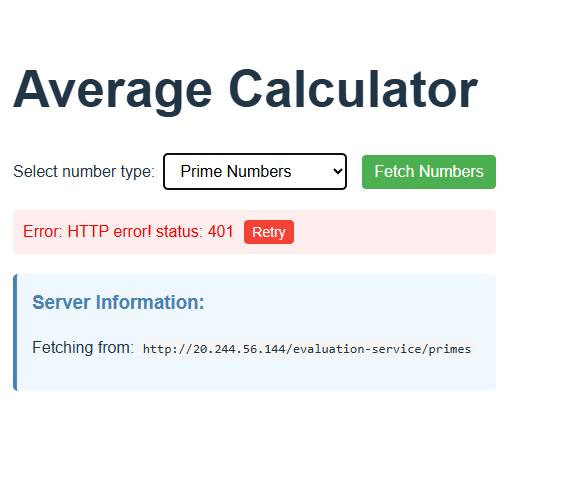 Average Calculator
Select number type: Prime Numbers Fetch Numbers
Error: HTTP error! status: 401 Retry
Server Information:
Fetching from: http://20.244.56.144/evaluation-service/primes